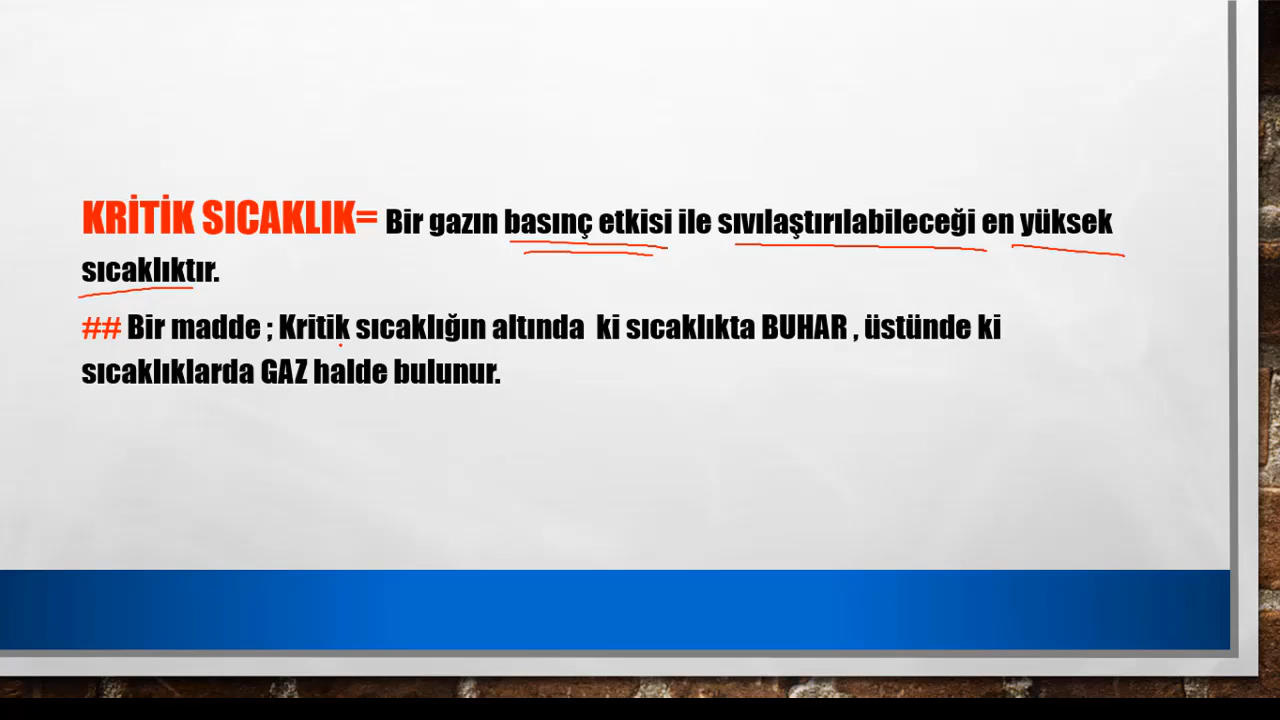 KRİTİK SICAKLIK= Bir gazın basınç etkisi ile sıvılaştırılabileceği en yüksek
sıcaklıktır.
## Bir madde ; Kritik sıcaklığın altında ki sıcaklıkta BUHAR , üstünde ki
sıcaklıklarda GAZ halde bulunur.